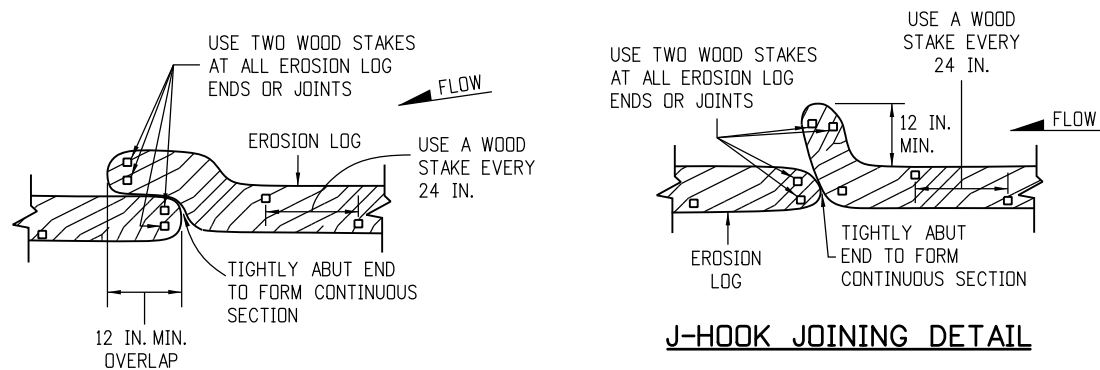 USE TWO WOOD STAKES
AT ALL EROSION LOG
ENDS OR JOINTS
FLOW
EROSION LOG
USE A WOOD
STAKE EVERY
24 IN.
TIGHTLY ABUT END
TO FORM CONTINUOUS
SECTION
12 IN. MIN.
OVERLAP
USE A WOOD
STAKE EVERY
24 IN.
USE TWO WOOD STAKES
AT ALL EROSION LOG
ENDS OR JOINTS
12 IN.
MIN.
FLOW
EROSION
LOG
TIGHTLY ABUT
END TO FORM
CONTINUOUS SECTION
J-HOOK JOINING DETAIL